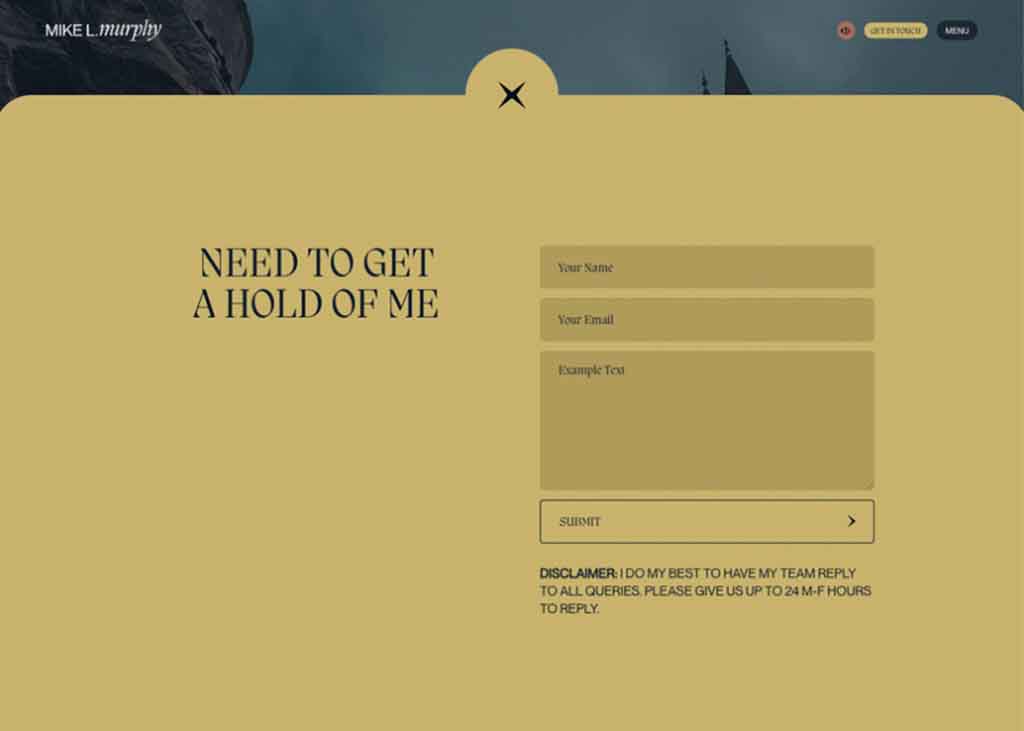 MIKE L.murphy
GET IN TOUCH
MENU
NEED TO GET
A HOLD OF ME
Your Name
Your Email
Example Text
SUBMIT
DISCLAIMER: I DO MY BEST TO HAVE MY TEAM REPLY
TO ALL QUERIES. PLEASE GIVE US UP TO 24 M-F HOURS
TO REPLY.